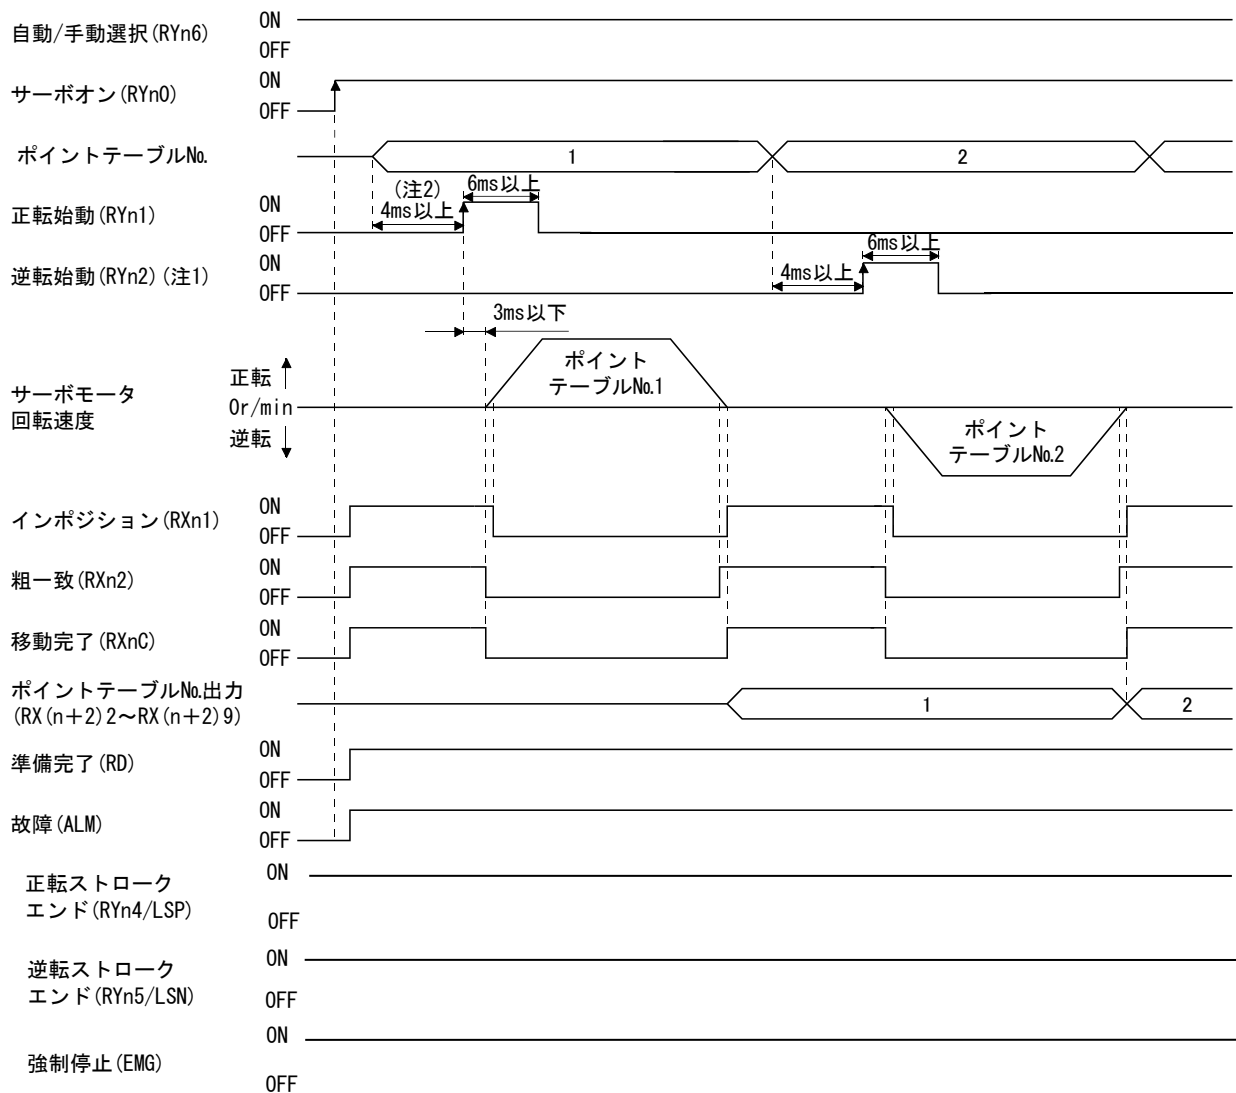 自動/手動選択(RYn6)
ON
OFF
サーボオン(RYn0)
ON
OFF
ポイントテーブル№
1
2
正転始動(RYn1)
ON
OFF
(注2)
4ms以上
6ms以上
逆転始動(RYn2)(注1)
ON
OFF
4ms以上
6ms以上
3ms以下
サーボモータ
回転速度
正転
0r/min
逆転
ポイント
テーブル№1
ポイント
テーブル№2
インポジション(RXn1)
ON
OFF
粗一致(RXn2)
ON
OFF
移動完了(RXnC)
ON
OFF
ポイントテーブル№出力
(RX(n+2)2～RX(n+2)9)
1
2
準備完了(RD)
ON
OFF
故障(ALM)
ON
OFF
正転ストローク
エンド(RYn4/LSP)
ON
OFF
逆転ストローク
エンド(RYn5/LSN)
ON
OFF
強制停止(EMG)
ON
OFF